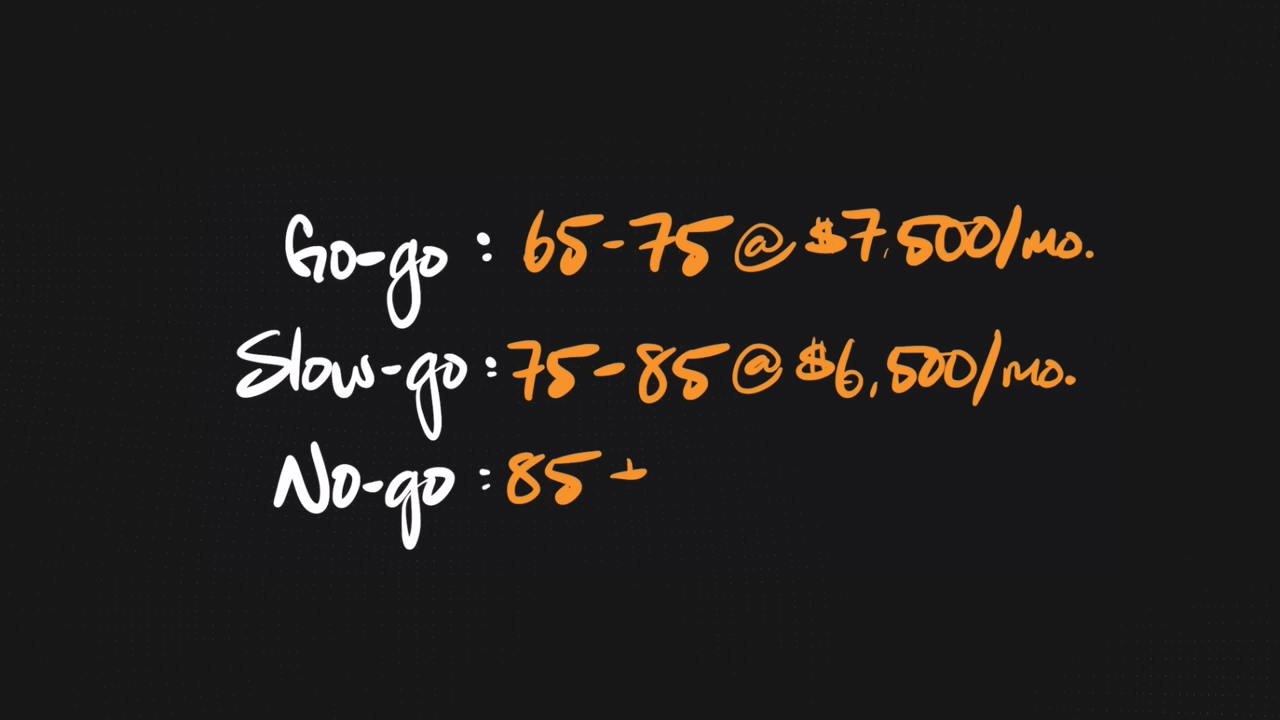 Go-go : 65-75 @ $7,500/mo.
Slow-go : 75-85 @ $6,500/mo.
No-go : 85 +